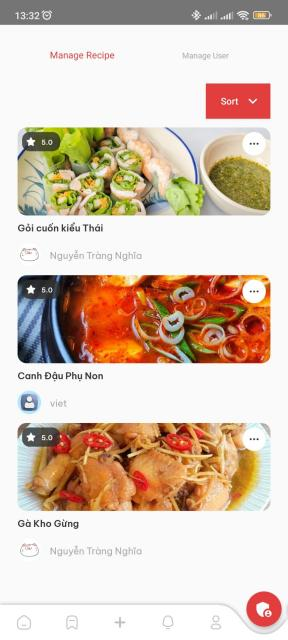 13:32
Manage Recipe
Manage User
Sort
5.0
Gỏi cuốn kiểu Thái
Nguyễn Tràng Nghĩa
5.0
Canh Đậu Phụ Non
viet
5.0
Gà Kho Gừng
Nguyễn Tràng Nghĩa